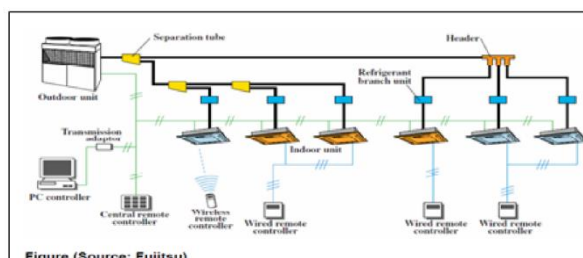 Separation tube
Header
Outdoor unit
Refrigerant
branch unit
Transmission
adaptor
Indoor unit
PC controller
Central remote
controller
Wireless
remote
controller
Wired remote
controller
Wired remote
controller
Wired remote
controller
Figure (Source: Fujitsu)